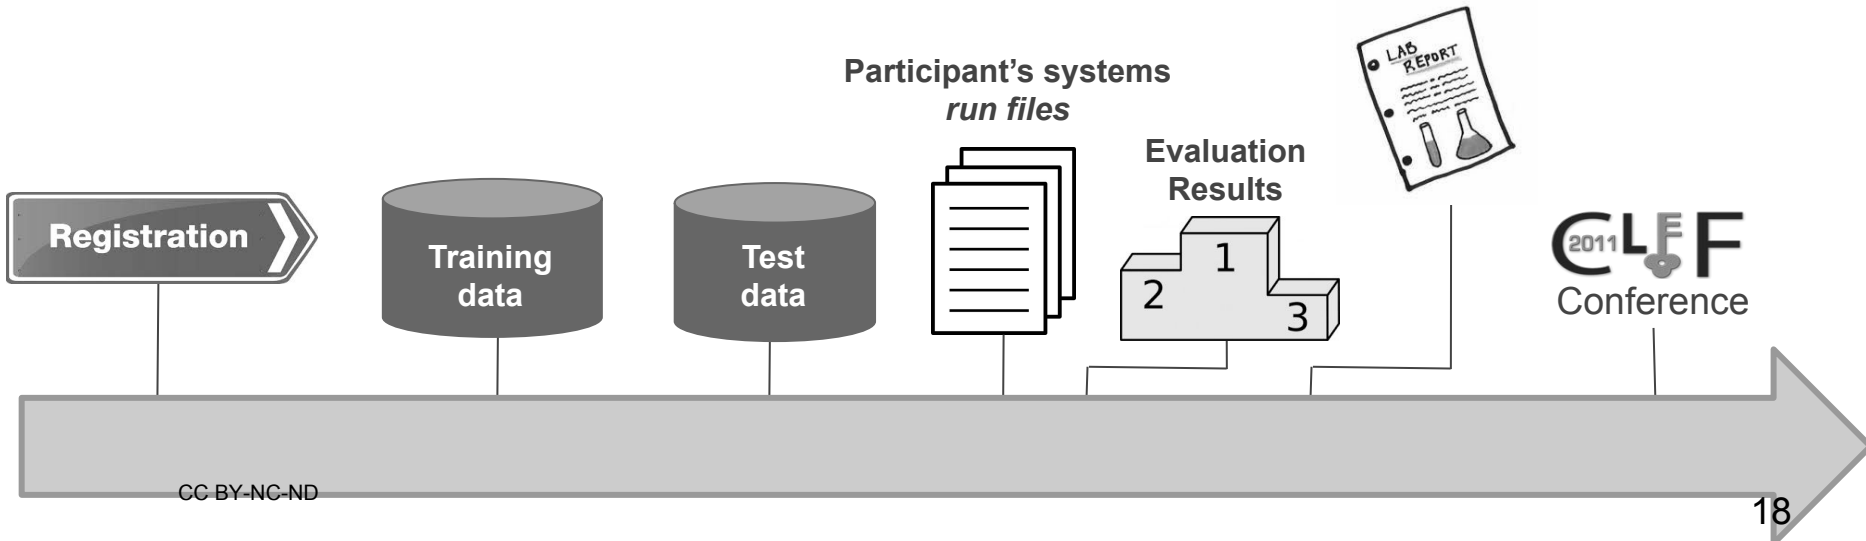 Registration
Training
data
Test
data
Participant's systems
run files
Evaluation
Results
1
2
3
LAB
REPORT
2011
CLEF
Conference
CC BY-NC-ND
18